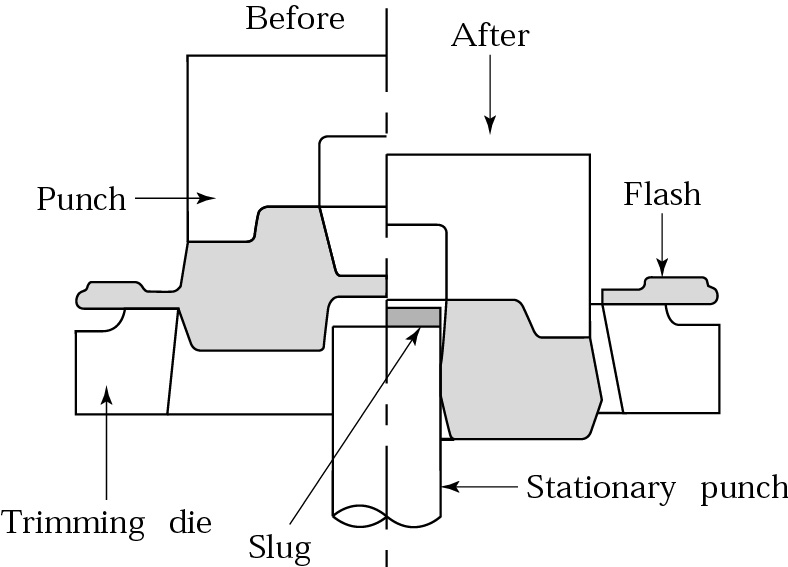 Before
After
Punch
Flash
Trimming die
Slug
Stationary punch